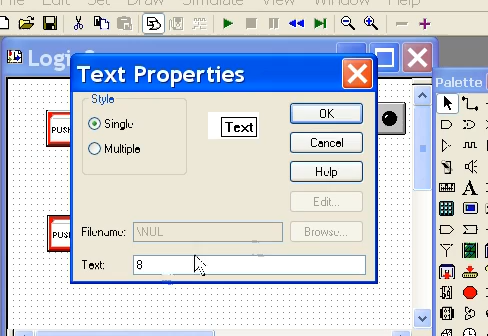 File Edit Set Draw Simulate View Window Help
Logi
Text Properties
Palette
Style
Single
Multiple
Text
OK
Cancel
Help
Edit...
Filename:
\NUL
Browse...
Text:
8
PUSH
PUSH
A